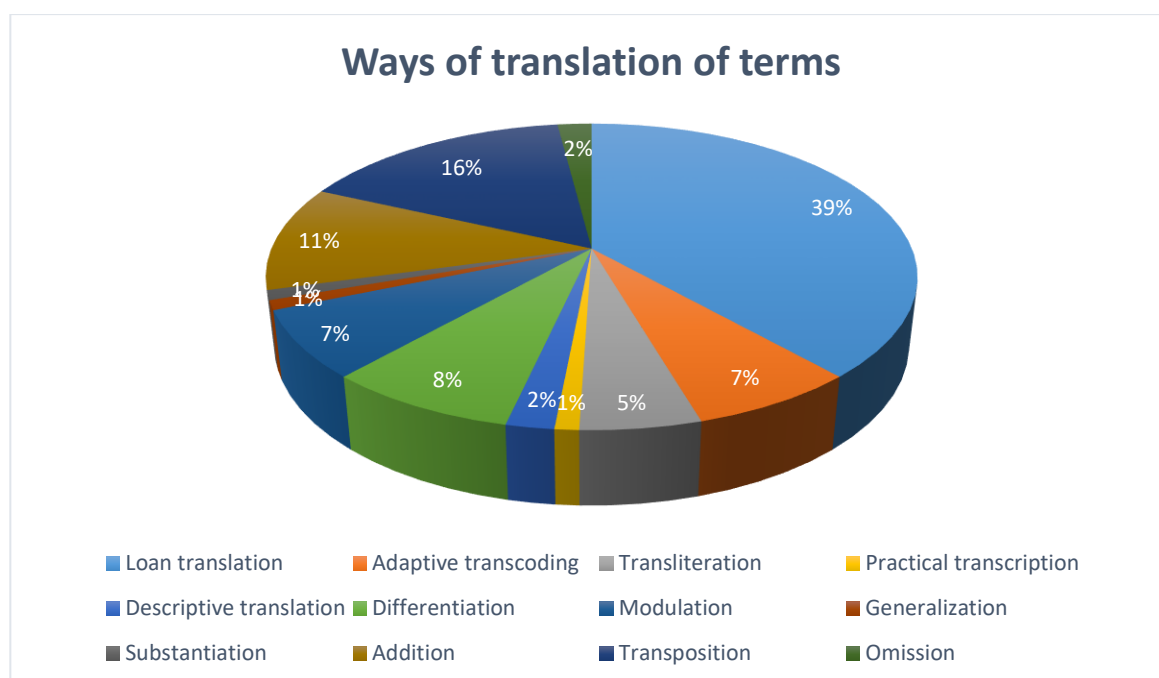 Ways of translation of terms
2%
16%
39%
11%
1%
1%
7%
7%
8%
2%
1%
5%
Loan translation
Adaptive transcoding
Transliteration
Practical transcription
Descriptive translation
Differentiation
Modulation
Generalization
Substantiation
Addition
Transposition
Omission